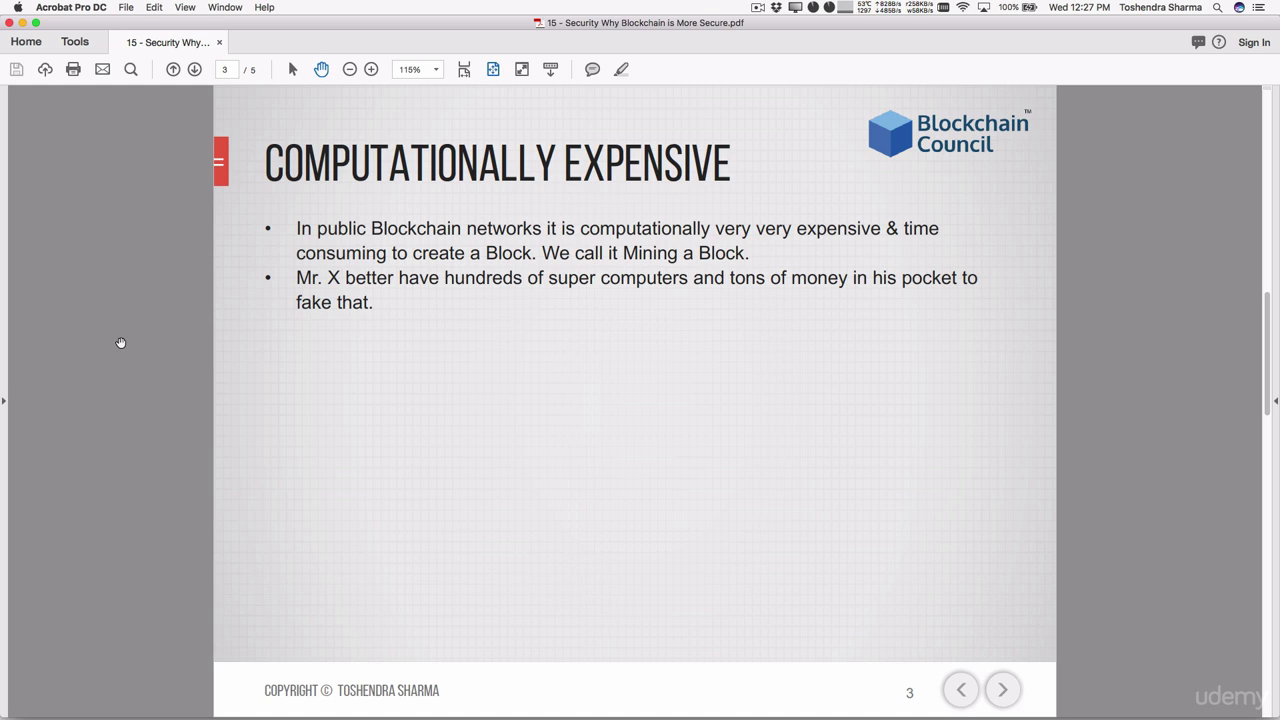 Acrobat Pro DC File Edit View Window Help 53°C ↑828B/s r258KB/s 1297 ↓485B/s w58KB/s 100% Wed 12:27 PM Toshendra Sharma
15 - Security Why Blockchain is More Secure.pdf
Home Tools 15 - Security Why... × Sign In
3 / 5 115%
Blockchain
Council
TM
COMPUTATIONALLY EXPENSIVE
• In public Blockchain networks it is computationally very very expensive & time
consuming to create a Block. We call it Mining a Block.
• Mr. X better have hundreds of super computers and tons of money in his pocket to
fake that.
COPYRIGHT © TOSHENDRA SHARMA
3
udemy